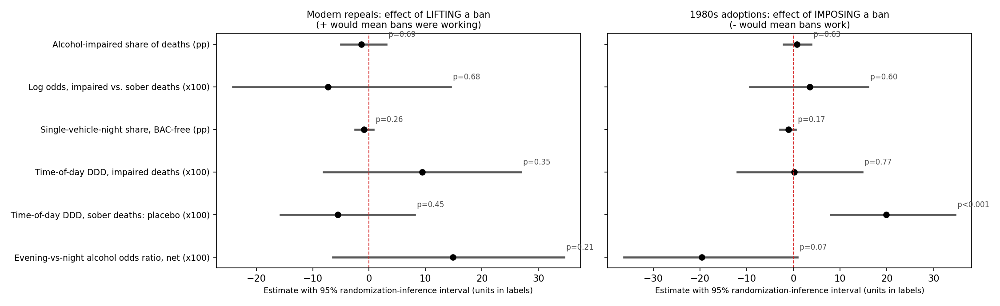 Modern repeals: effect of LIFTING a ban
(+ would mean bans were working)
1980s adoptions: effect of IMPOSING a ban
(- would mean bans work)
Alcohol-impaired share of deaths (pp)
p=0.69
p=0.63
Log odds, impaired vs. sober deaths (x100)
p=0.68
p=0.60
Single-vehicle-night share, BAC-free (pp)
p=0.26
p=0.17
Time-of-day DDD, impaired deaths (x100)
p=0.35
p=0.77
Time-of-day DDD, sober deaths: placebo (x100)
p=0.45
p<0.001
Evening-vs-night alcohol odds ratio, net (x100)
p=0.21
p=0.07
−20 −10 0 10 20 30
−30 −20 −10 0 10 20 30
Estimate with 95% randomization-inference interval (units in labels)
Estimate with 95% randomization-inference interval (units in labels)